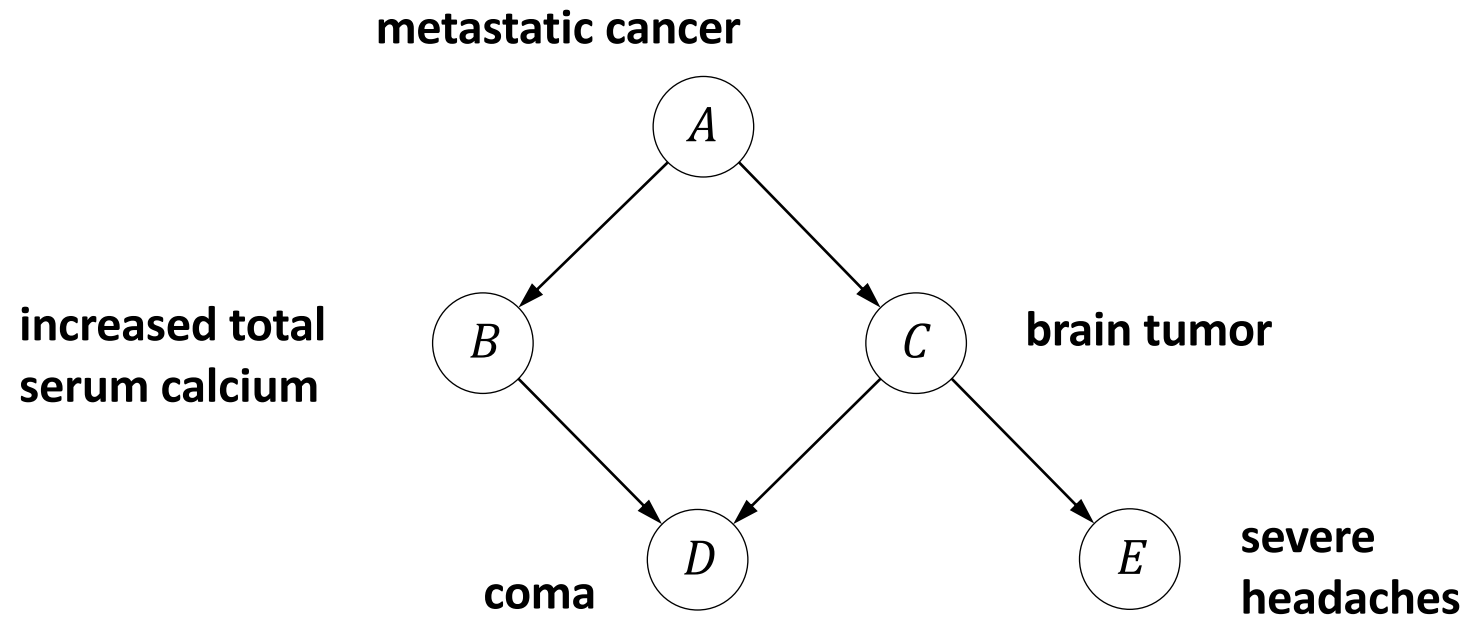 metastatic cancer
A
increased total
serum calcium
B
C
brain tumor
coma
D
E
severe
headaches